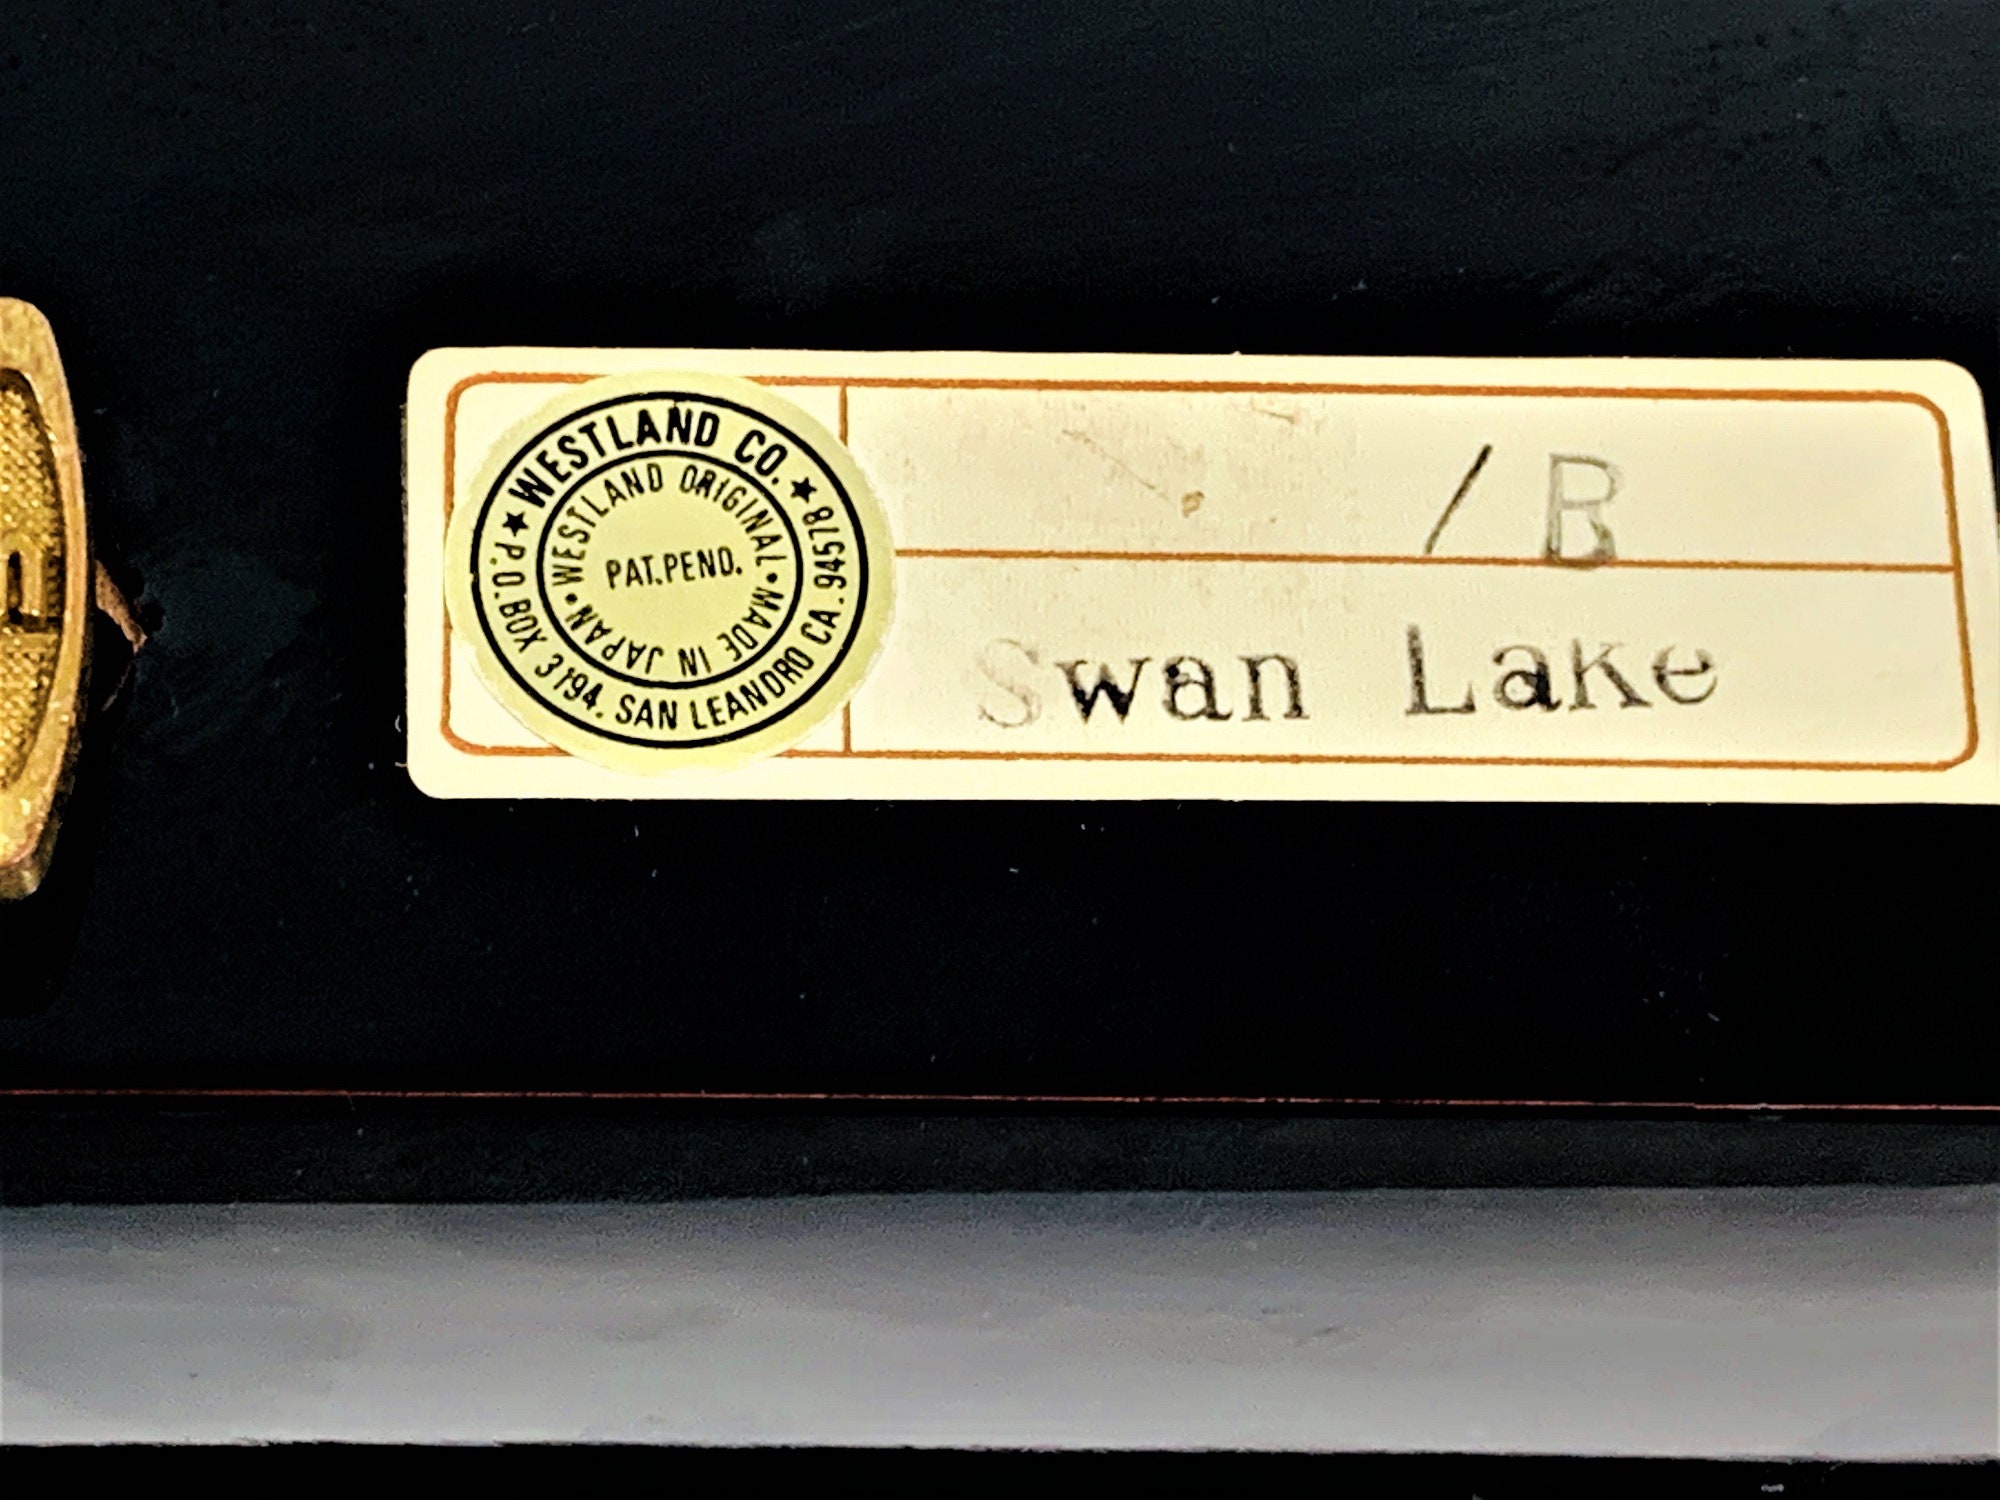 ★ WESTLAND CO. ★
P.O. BOX 3194. SAN LEANDRO CA. 94578
WESTLAND ORIGINAL • MADE IN JAPAN •
PAT.PEND.
/B
Swan Lake